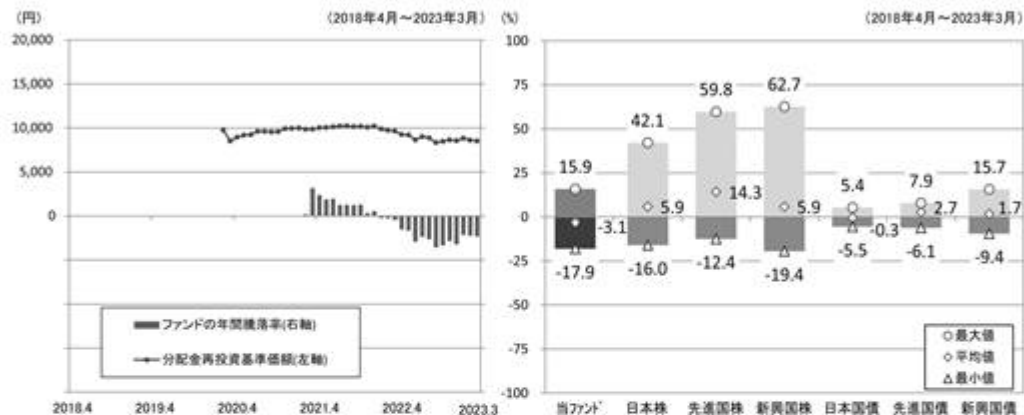 (円)
(2018年4月～2023年3月)
20,000
15,000
10,000
5,000
0
ファンドの年間騰落率(右軸)
分配金再投資基準価額(左軸)
2018.4 2019.4 2020.4 2021.4 2022.4 2023.3
(%)
(2018年4月～2023年3月)
100
75
50
25
0
-25
-50
-75
-100
15.9 42.1 59.8 62.7 5.4 7.9 15.7
-3.1 5.9 14.3 5.9 -0.3 2.7 1.7
-17.9 -16.0 -12.4 -19.4 -5.5 -6.1 -9.4
○最大値
◇平均値
△最小値
当ファンド 日本株 先進国株 新興国株 日本国債 先進国債 新興国債